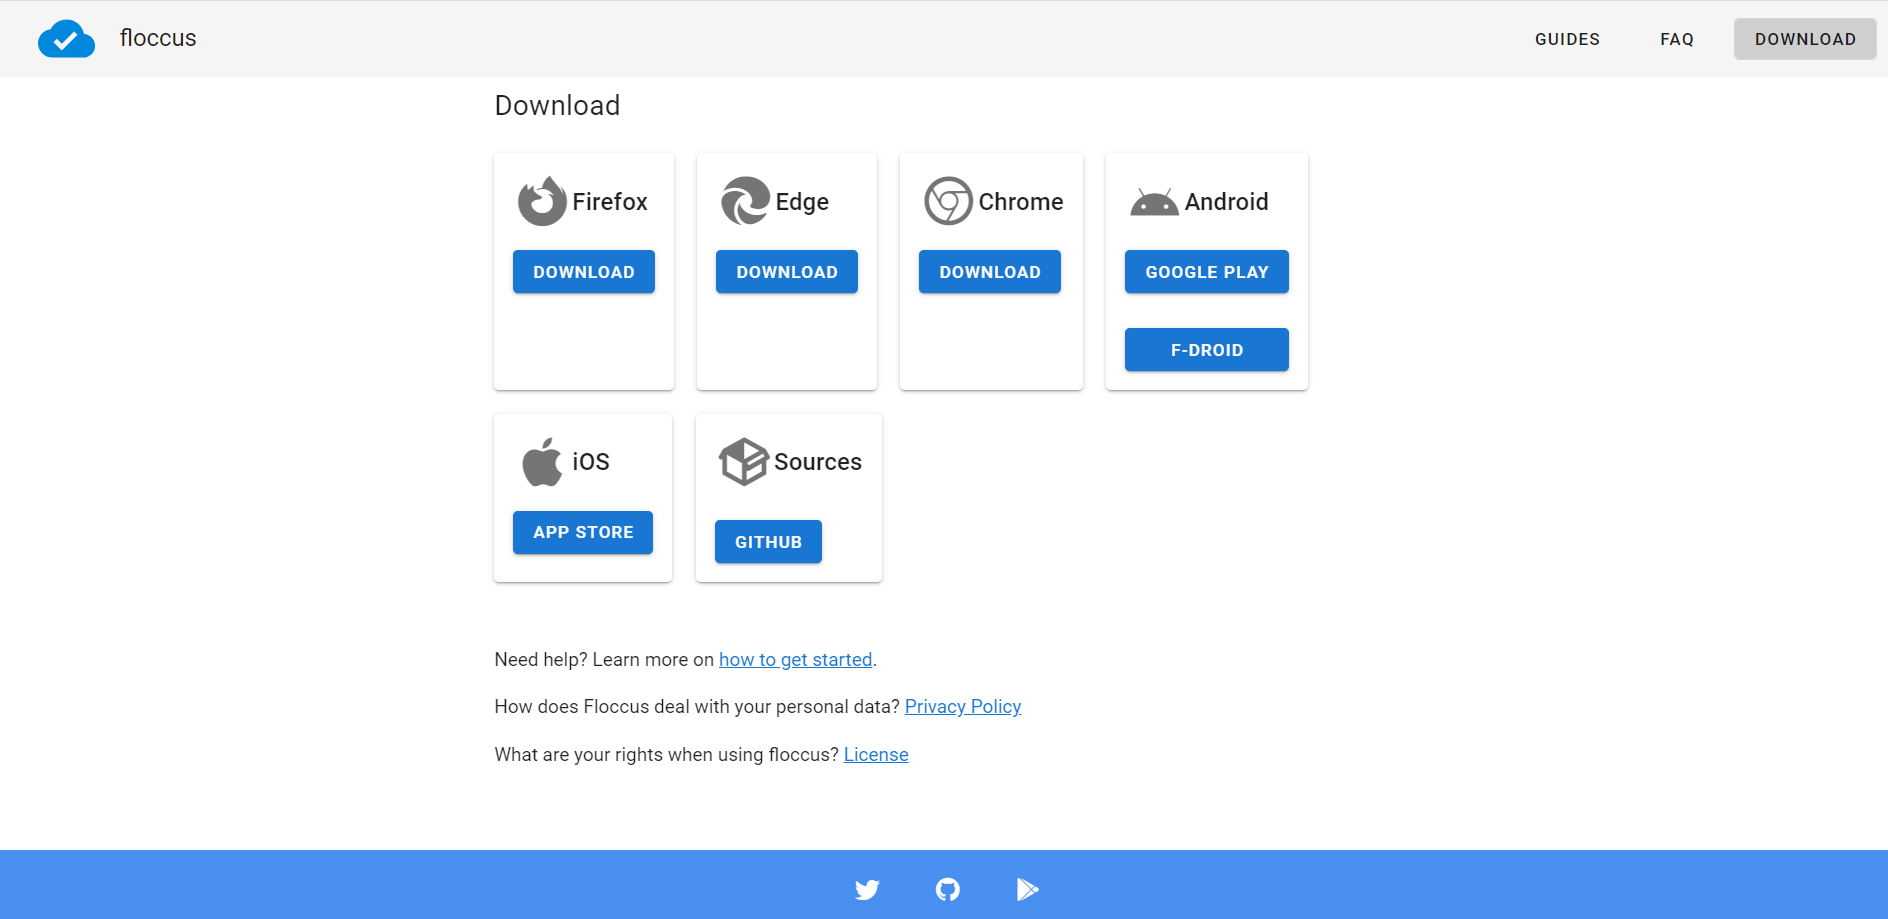 floccus
GUIDES
FAQ
DOWNLOAD
Download
Firefox
DOWNLOAD
Edge
DOWNLOAD
Chrome
DOWNLOAD
Android
GOOGLE PLAY
F-DROID
iOS
APP STORE
Sources
GITHUB
Need help? Learn more on how to get started.
How does Floccus deal with your personal data? Privacy Policy
What are your rights when using floccus? License